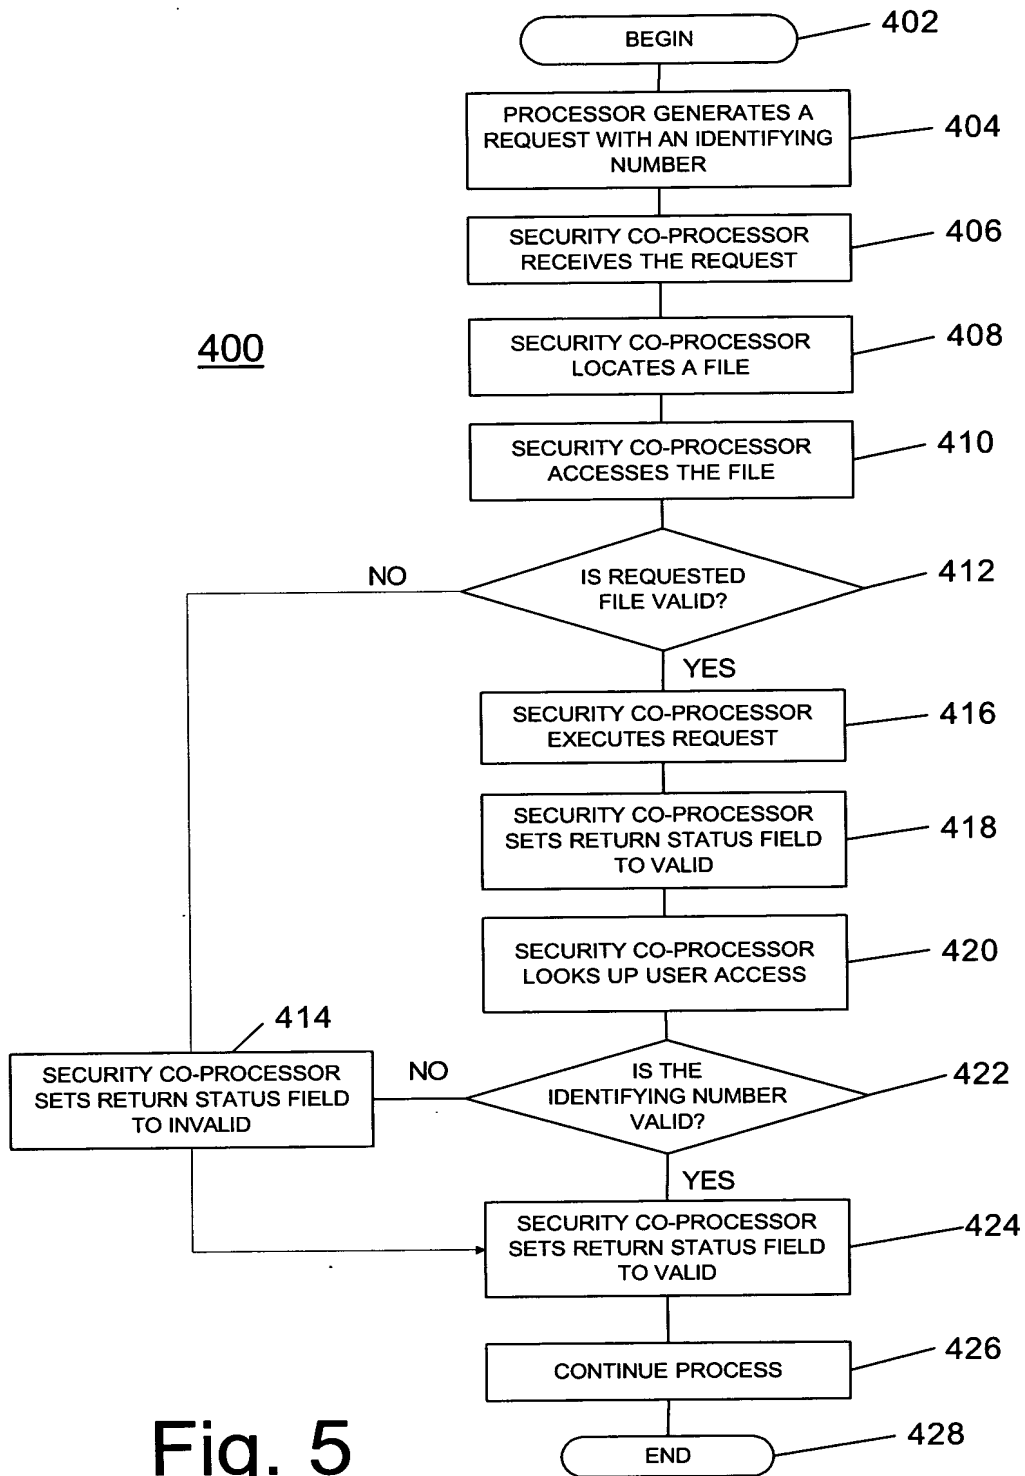 BEGIN
402
PROCESSOR GENERATES A
REQUEST WITH AN IDENTIFYING
NUMBER
404
SECURITY CO-PROCESSOR
RECEIVES THE REQUEST
406
400
SECURITY CO-PROCESSOR
LOCATES A FILE
408
SECURITY CO-PROCESSOR
ACCESSES THE FILE
410
NO
IS REQUESTED
FILE VALID?
412
YES
SECURITY CO-PROCESSOR
EXECUTES REQUEST
416
SECURITY CO-PROCESSOR
SETS RETURN STATUS FIELD
TO VALID
418
SECURITY CO-PROCESSOR
LOOKS UP USER ACCESS
420
414
SECURITY CO-PROCESSOR
SETS RETURN STATUS FIELD
TO INVALID
NO
IS THE
IDENTIFYING NUMBER
VALID?
422
YES
SECURITY CO-PROCESSOR
SETS RETURN STATUS FIELD
TO VALID
424
CONTINUE PROCESS
426
END
428
Fig. 5